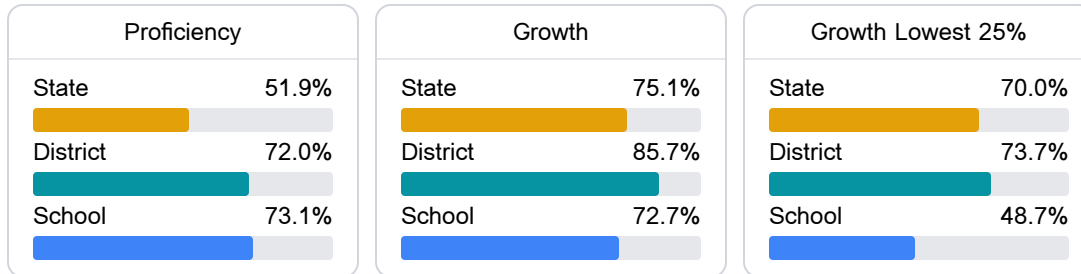 Proficiency
State 51.9%
District 72.0%
School 73.1%
Growth
State 75.1%
District 85.7%
School 72.7%
Growth Lowest 25%
State 70.0%
District 73.7%
School 48.7%